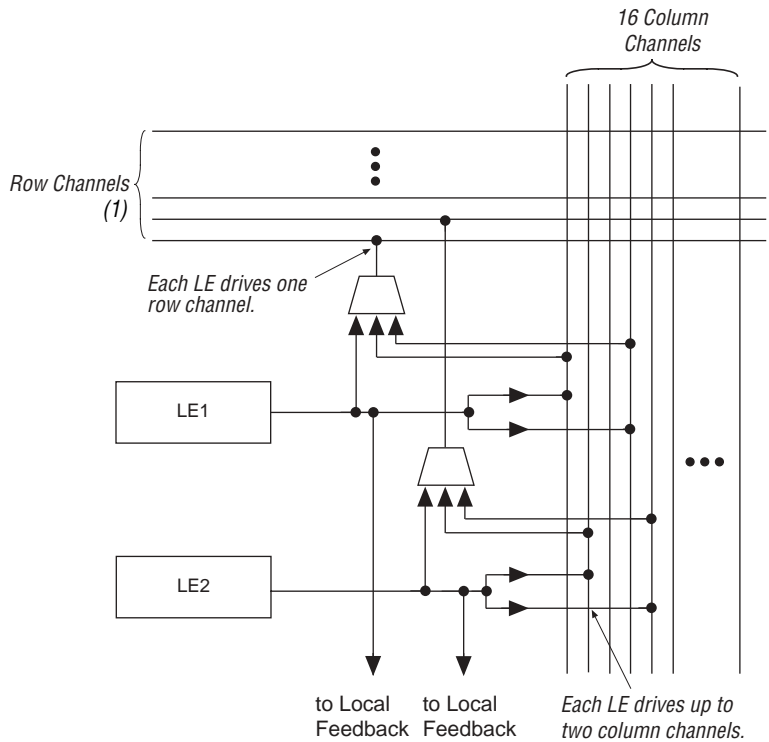 16 Column
Channels
Row Channels
(1)
Each LE drives one
row channel.
LE1
LE2
to Local
Feedback
to Local
Feedback
Each LE drives up to
two column channels.